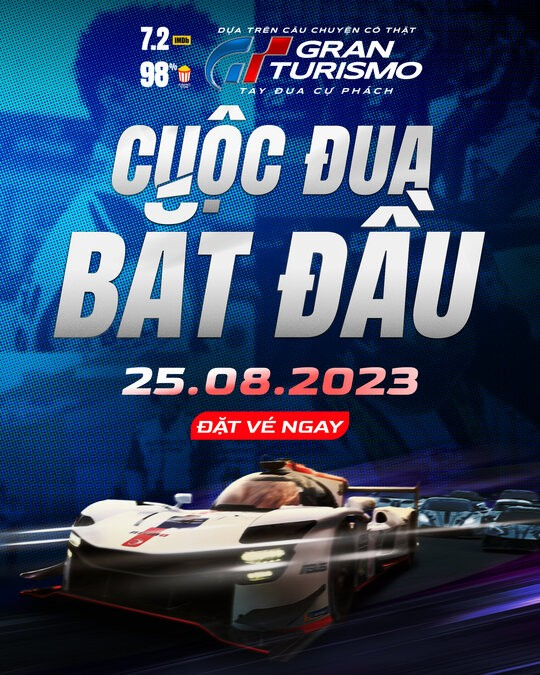 7.2 IMDb
98%
DỰA TRÊN CÂU CHUYỆN CÓ THẬT
GRAN
TURISMO
TAY ĐUA CỰ PHÁCH
CUỘC ĐUA
BẮT ĐẦU
25.08.2023
ĐẶT VÉ NGAY